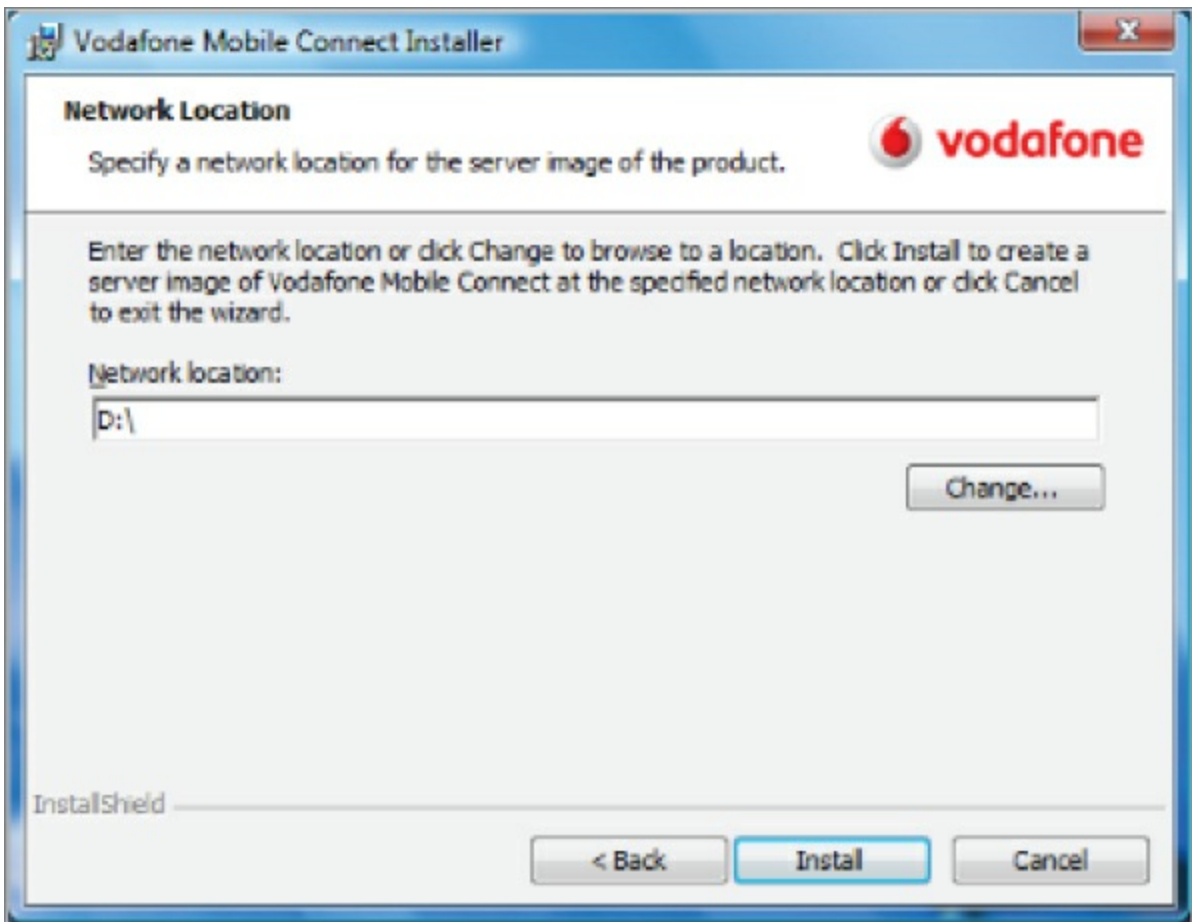 Vodafone Mobile Connect Installer
x
Network Location
Specify a network location for the server image of the product.
vodafone
Enter the network location or click Change to browse to a location. Click Install to create a
server image of Vodafone Mobile Connect at the specified network location or click Cancel
to exit the wizard.
Network location:
D:\
Change...
InstallShield
< Back
Install
Cancel